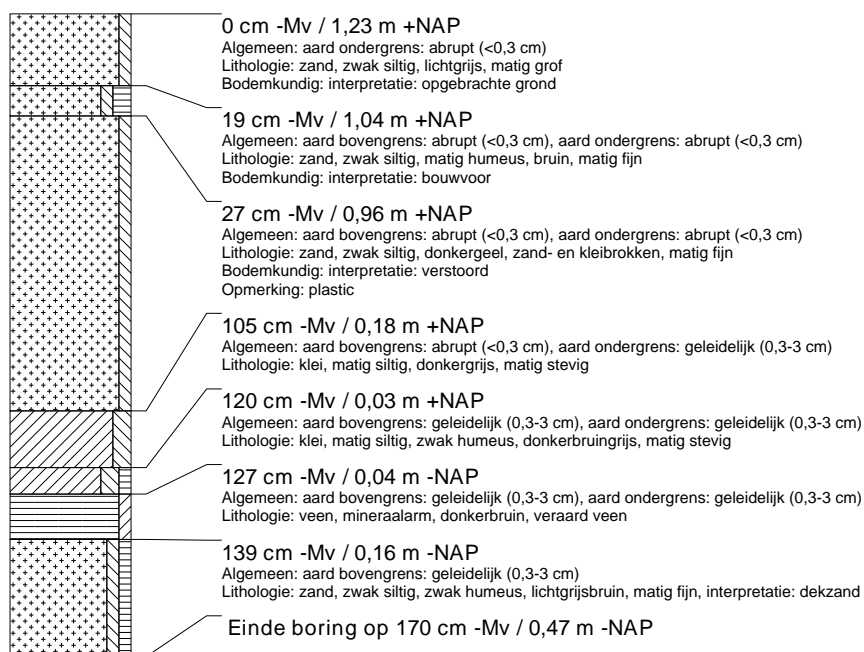 0 cm -Mv / 1,23 m +NAP
Algemeen: aard ondergrens: abrupt (<0,3 cm)
Lithologie: zand, zwak siltig, lichtgrijs, matig grof
Bodemkundig: interpretatie: opgebrachte grond
19 cm -Mv / 1,04 m +NAP
Algemeen: aard bovengrens: abrupt (<0,3 cm), aard ondergrens: abrupt (<0,3 cm)
Lithologie: zand, zwak siltig, matig humeus, bruin, matig fijn
Bodemkundig: interpretatie: bouwvoor
27 cm -Mv / 0,96 m +NAP
Algemeen: aard bovengrens: abrupt (<0,3 cm), aard ondergrens: abrupt (<0,3 cm)
Lithologie: zand, zwak siltig, donkergeel, zand- en kleibrokken, matig fijn
Bodemkundig: interpretatie: verstoord
Opmerking: plastic
105 cm -Mv / 0,18 m +NAP
Algemeen: aard bovengrens: abrupt (<0,3 cm), aard ondergrens: geleidelijk (0,3-3 cm)
Lithologie: klei, matig siltig, donkergrijs, matig stevig
120 cm -Mv / 0,03 m +NAP
Algemeen: aard bovengrens: geleidelijk (0,3-3 cm), aard ondergrens: geleidelijk (0,3-3 cm)
Lithologie: klei, matig siltig, zwak humeus, donkerbruingrijs, matig stevig
127 cm -Mv / 0,04 m -NAP
Algemeen: aard bovengrens: geleidelijk (0,3-3 cm), aard ondergrens: geleidelijk (0,3-3 cm)
Lithologie: veen, mineraalarm, donkerbruin, veraard veen
139 cm -Mv / 0,16 m -NAP
Algemeen: aard bovengrens: geleidelijk (0,3-3 cm)
Lithologie: zand, zwak siltig, zwak humeus, lichtgrijsbruin, matig fijn, interpretatie: dekzand
Einde boring op 170 cm -Mv / 0,47 m -NAP